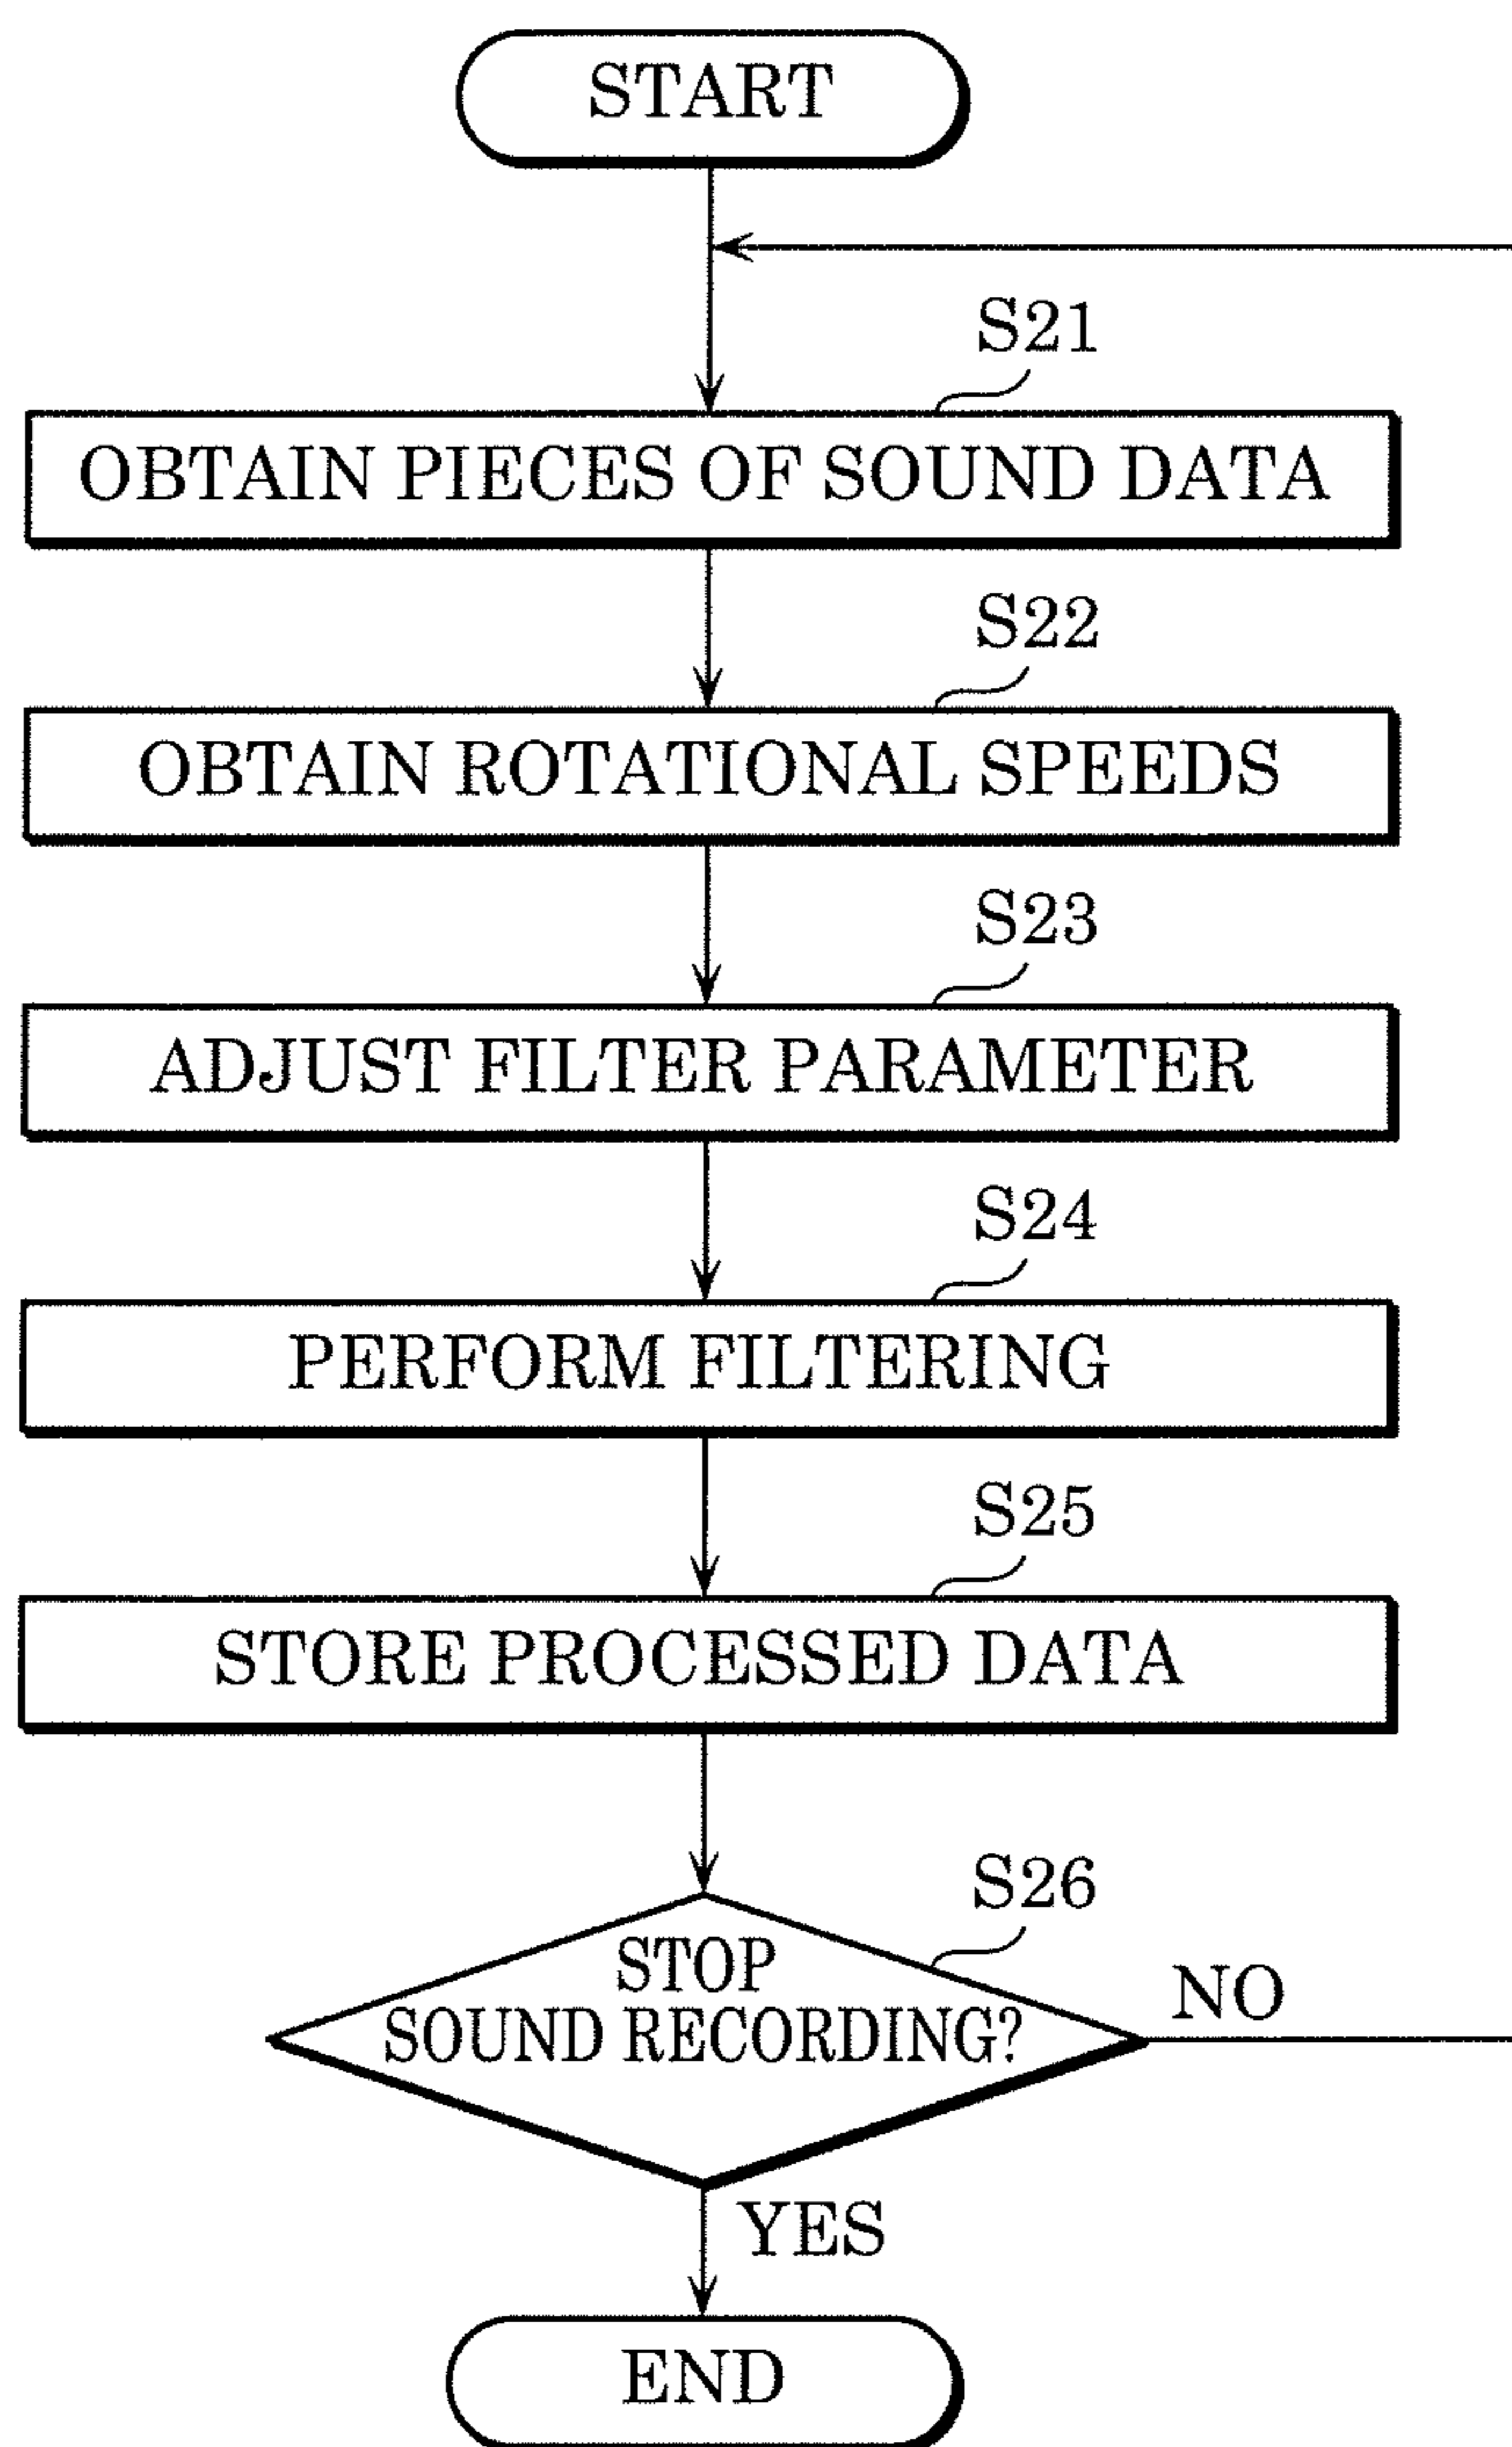 START
S21
OBTAIN PIECES OF SOUND DATA
S22
OBTAIN ROTATIONAL SPEEDS
S23
ADJUST FILTER PARAMETER
S24
PERFORM FILTERING
S25
STORE PROCESSED DATA
S26
STOP
SOUND RECORDING?
NO
YES
END